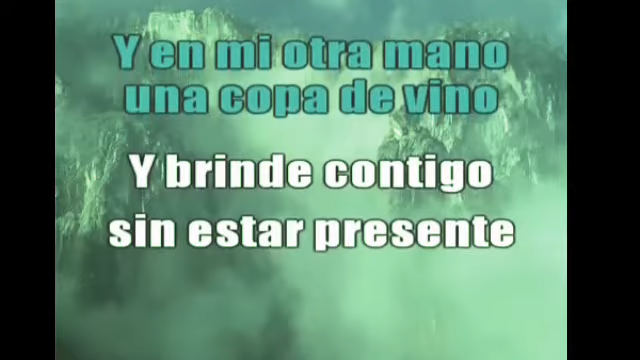 Y en mi otra mano
una copa de vino
Y brinde contigo
sin estar presente